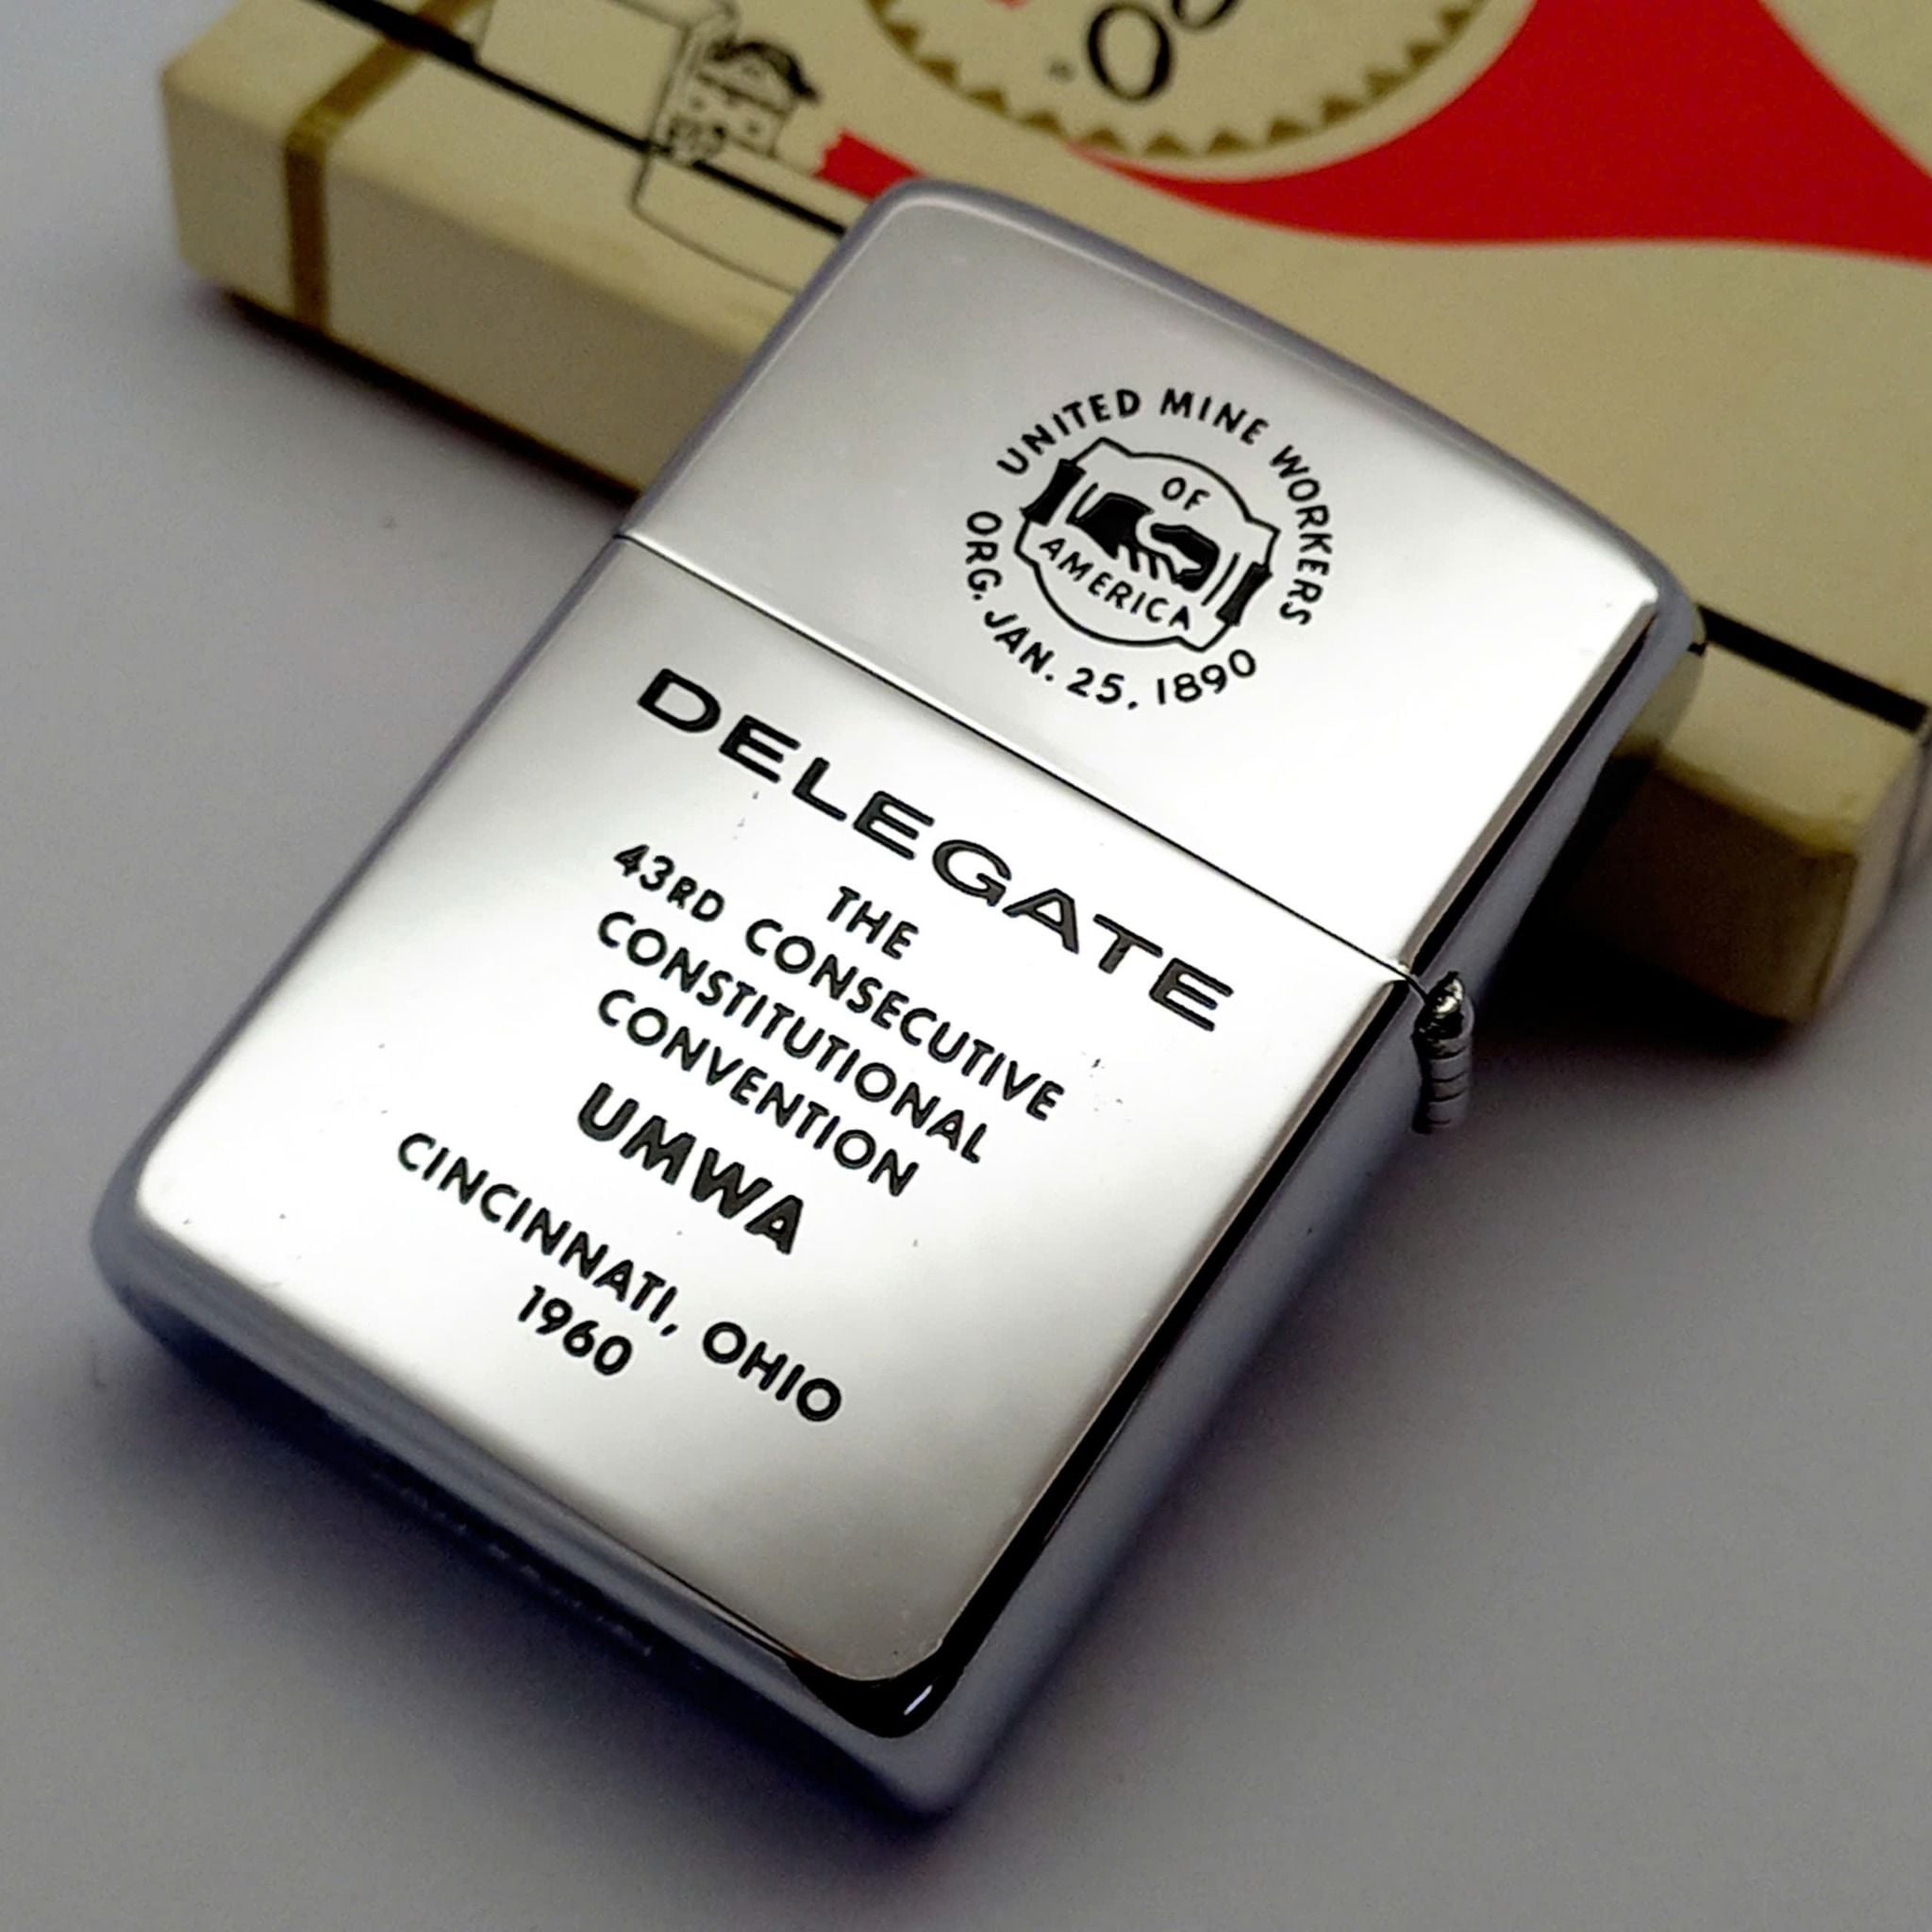 UNITED MINE WORKERS
OF
AMERICA
ORG. JAN. 25, 1890
DELEGATE
THE
43RD CONSECUTIVE
CONSTITUTIONAL
CONVENTION
UMWA
CINCINNATI, OHIO
1960